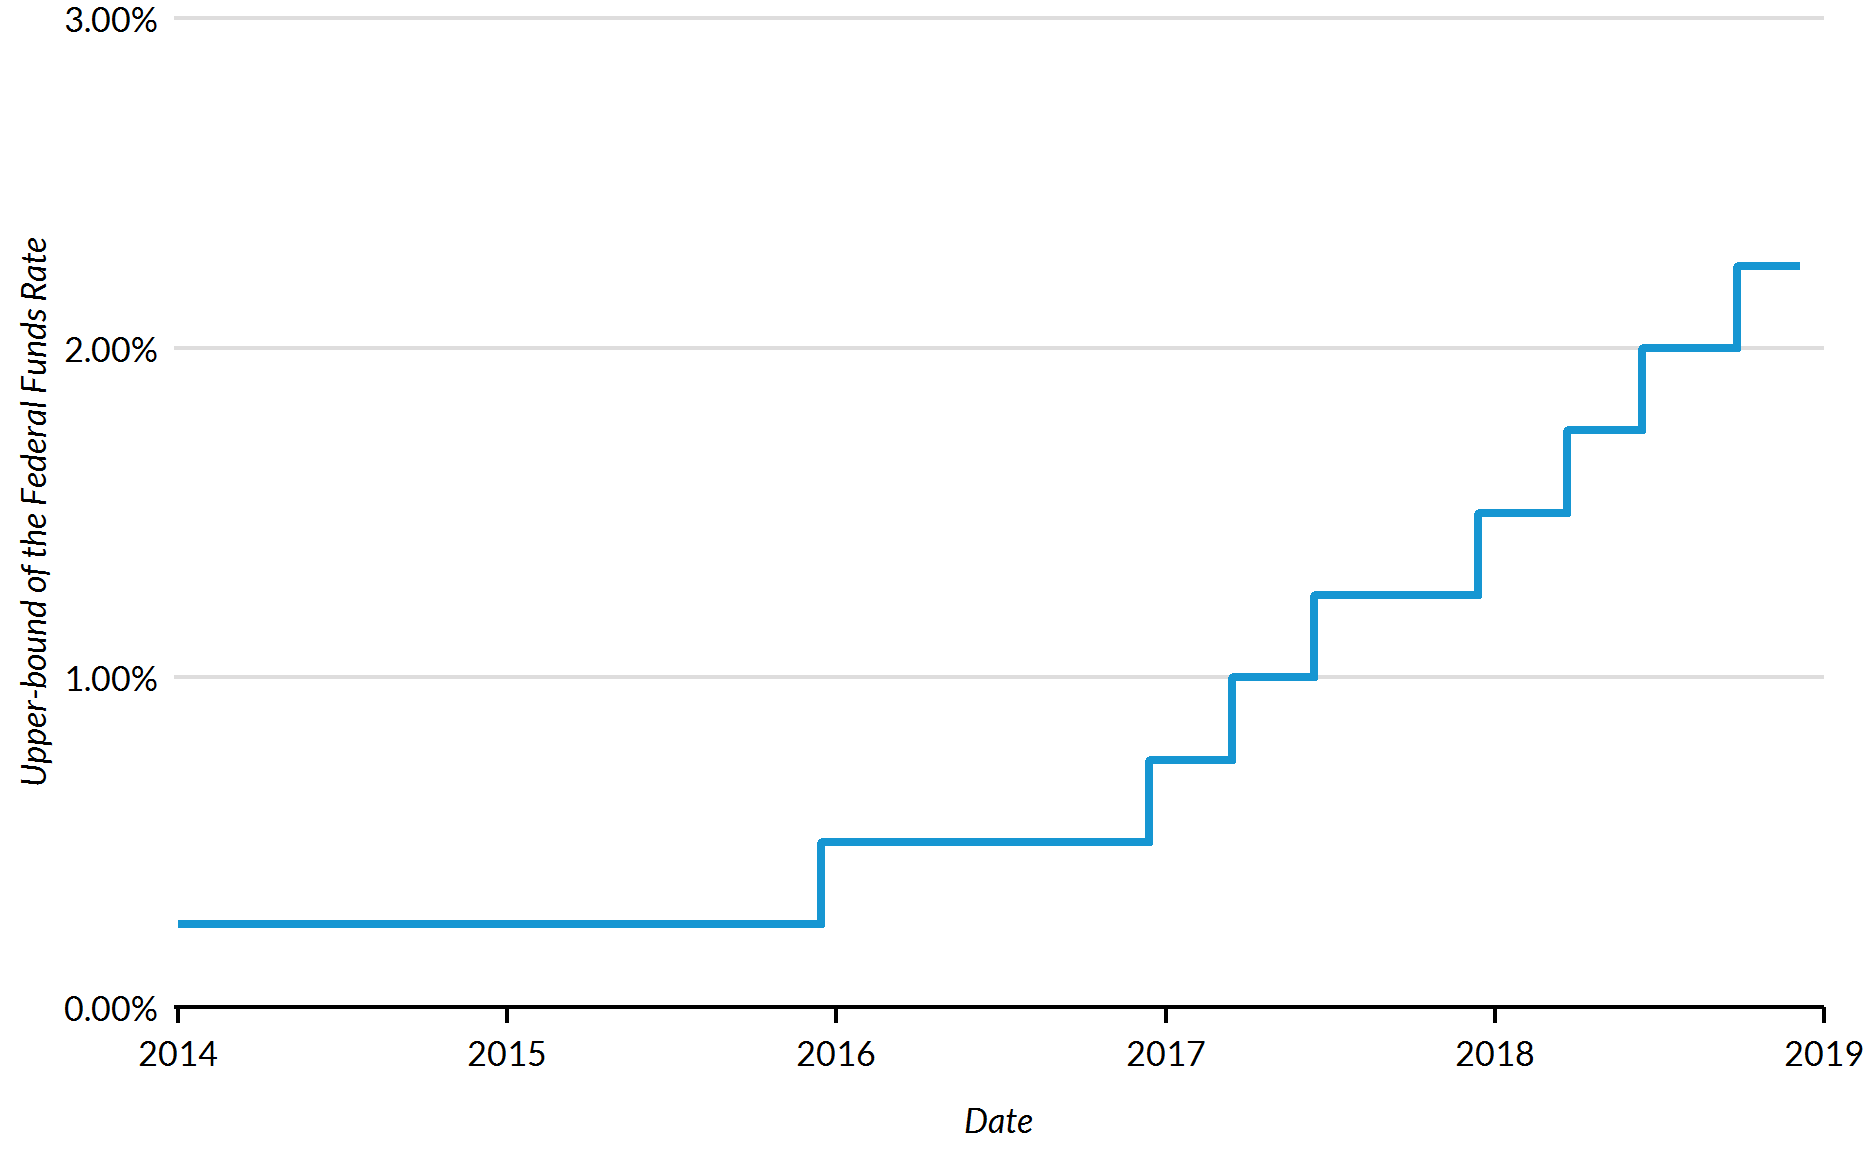 3.00%
2.00%
1.00%
0.00%
Upper-bound of the Federal Funds Rate
2014 2015 2016 2017 2018 2019
Date